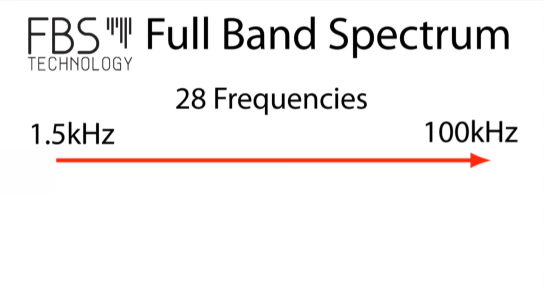 FBS Full Band Spectrum
TECHNOLOGY
28 Frequencies
1.5kHz 100kHz